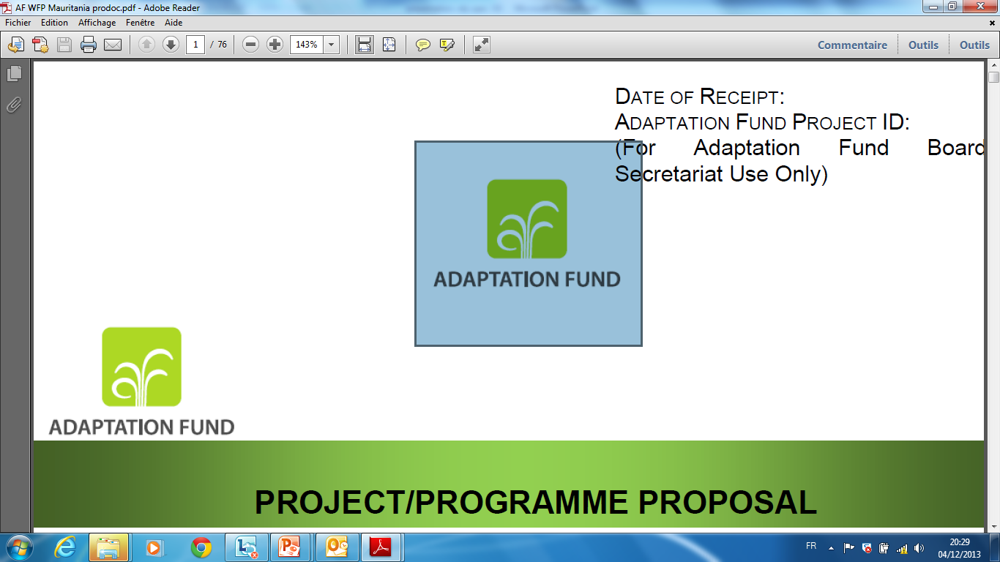 AF WFP Mauritania prodoc.pdf - Adobe Reader
Fichier Edition Affichage Fenêtre Aide
1 / 76 143% Commentaire Outils Outils
DATE OF RECEIPT:
ADAPTATION FUND PROJECT ID:
(For Adaptation Fund Board
Secretariat Use Only)
ADAPTATION FUND
ADAPTATION FUND
PROJECT/PROGRAMME PROPOSAL
FR 20:29
04/12/2013